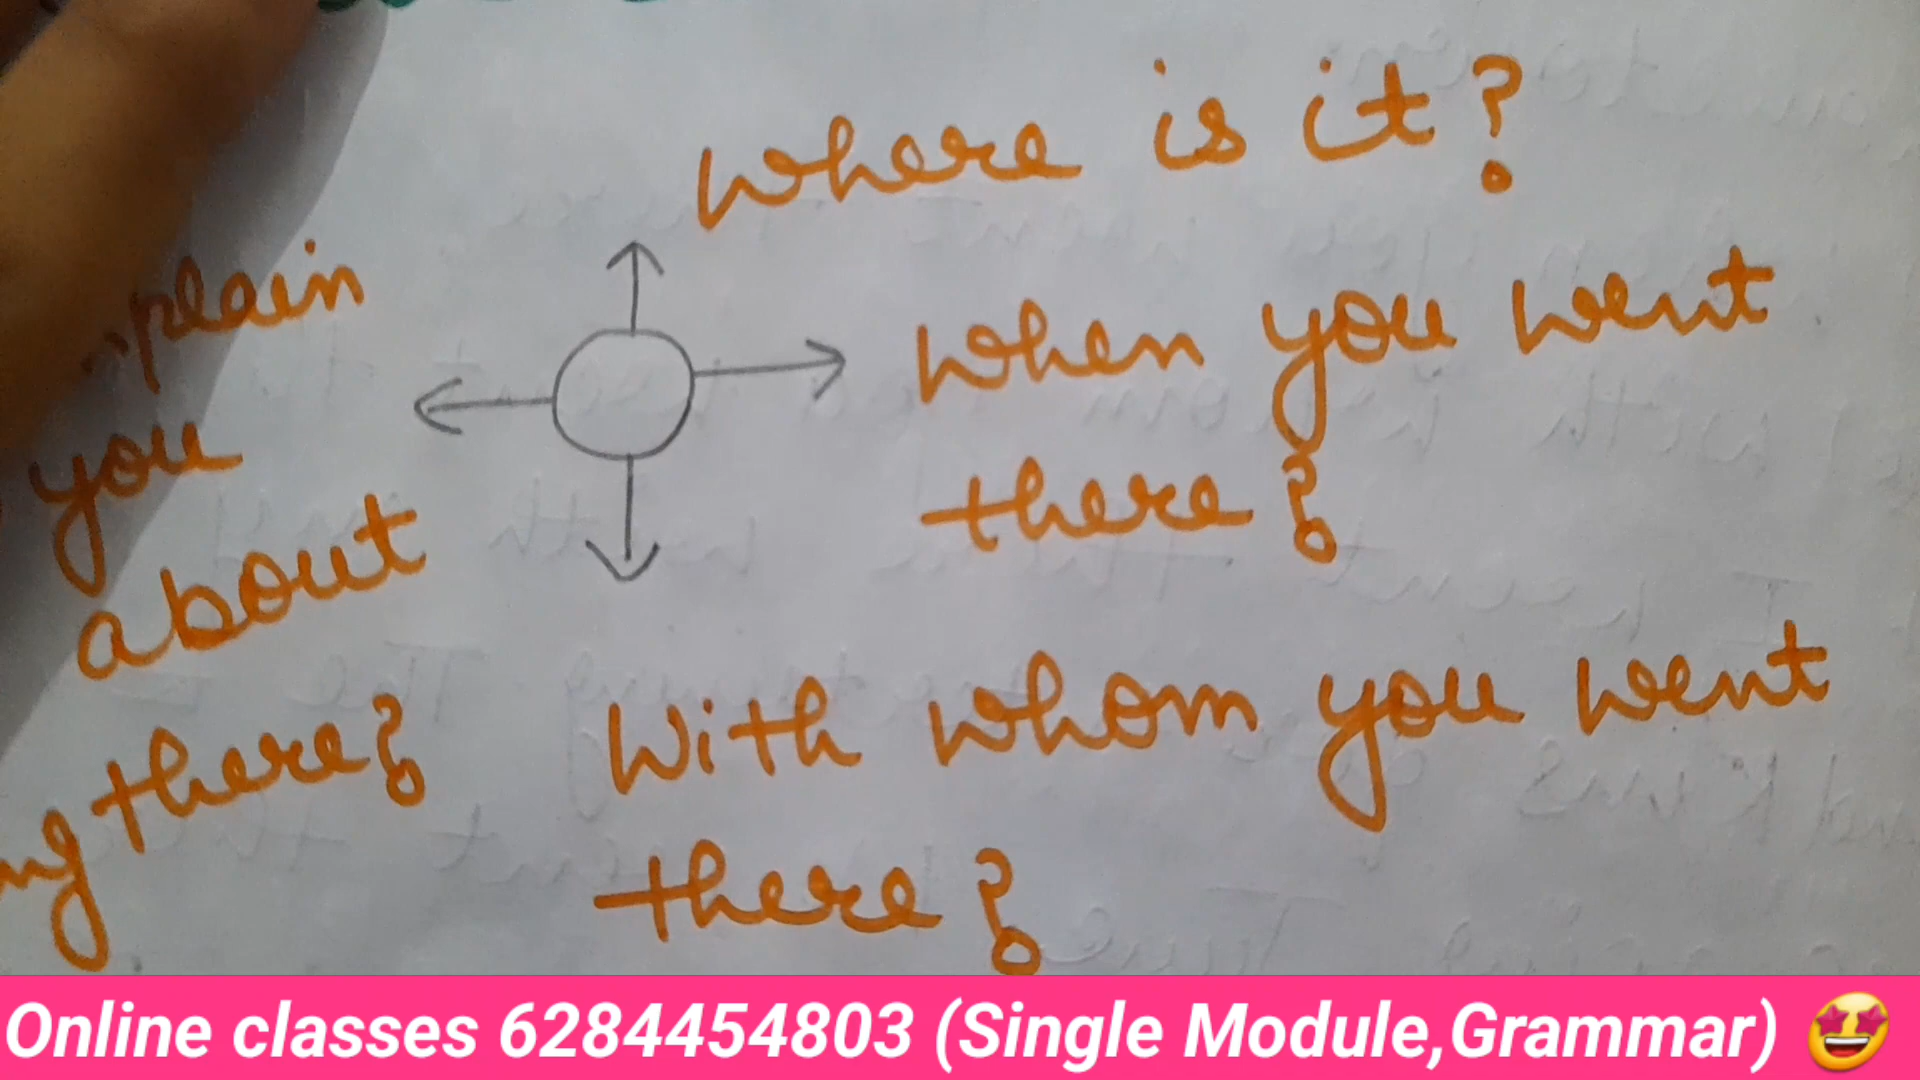 where is it?
When you went
there?
plain
you
about
there?
With whom you went
there?
Online classes 6284454803 (Single Module,Grammar) 🤩